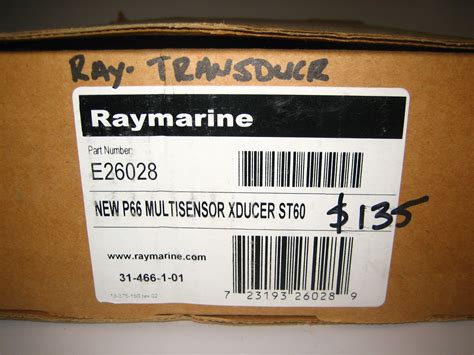 RAY- TRANSDUCR
Raymarine
Part Number:
E26028
NEW P66 MULTISENSOR XDUCER ST60 $135
www.raymarine.com
31-466-1-01
7 23193 26028 9